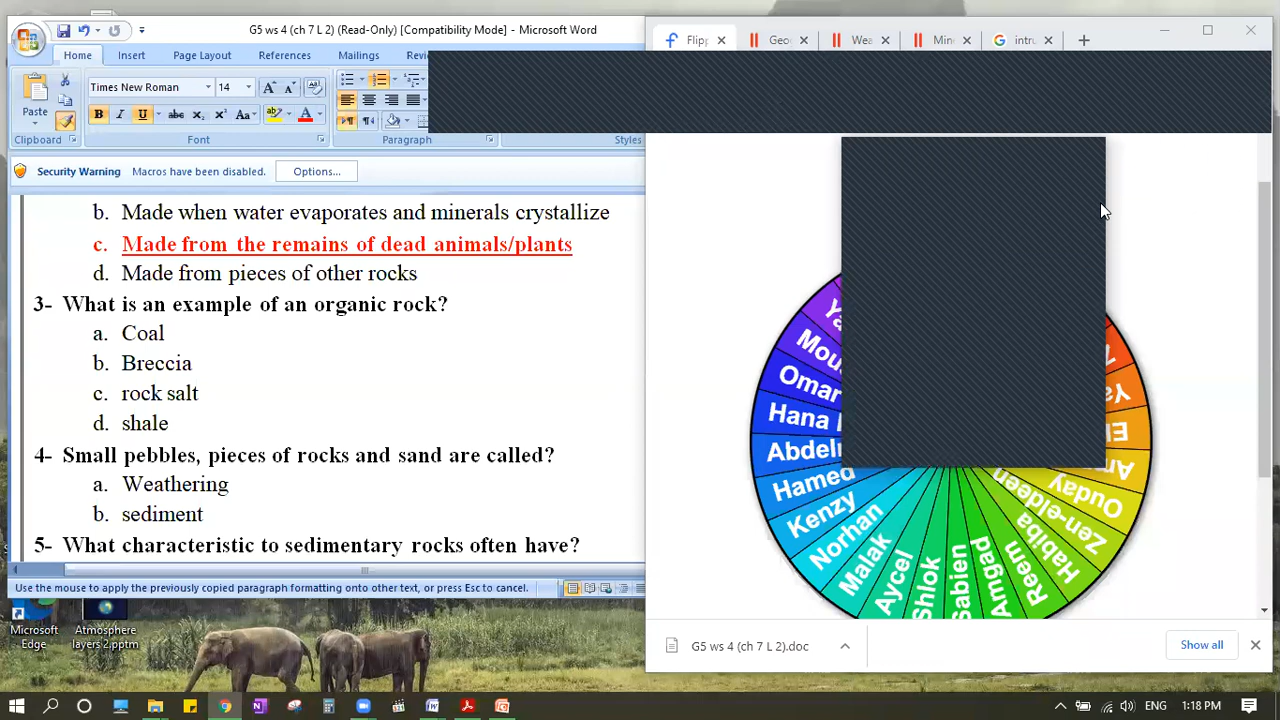 G5 ws 4 (ch 7 L 2) (Read-Only) [Compatibility Mode] - Microsoft Word
Home Insert Page Layout References Mailings
Times New Roman 14
Paste
Clipboard Font Paragraph Styles
Security Warning Macros have been disabled. Options...
b. Made when water evaporates and minerals crystallize
c. Made from the remains of dead animals/plants
d. Made from pieces of other rocks
3- What is an example of an organic rock?
a. Coal
b. Breccia
c. rock salt
d. shale
4- Small pebbles, pieces of rocks and sand are called?
a. Weathering
b. sediment
5- What characteristic to sedimentary rocks often have?
Use the mouse to apply the previously copied paragraph formatting onto other text, or press Esc to cancel.
Omar
Hana
Hamed
Kenzy
Norhan
Malak
Aycel
Shlok
Sabien
Angad
Reem
Habiba
Zen-eldeen
Ouday
G5 ws 4 (ch 7 L 2).doc
Show all
Microsoft Edge
Atmosphere layers 2.pptm
ENG 1:18 PM